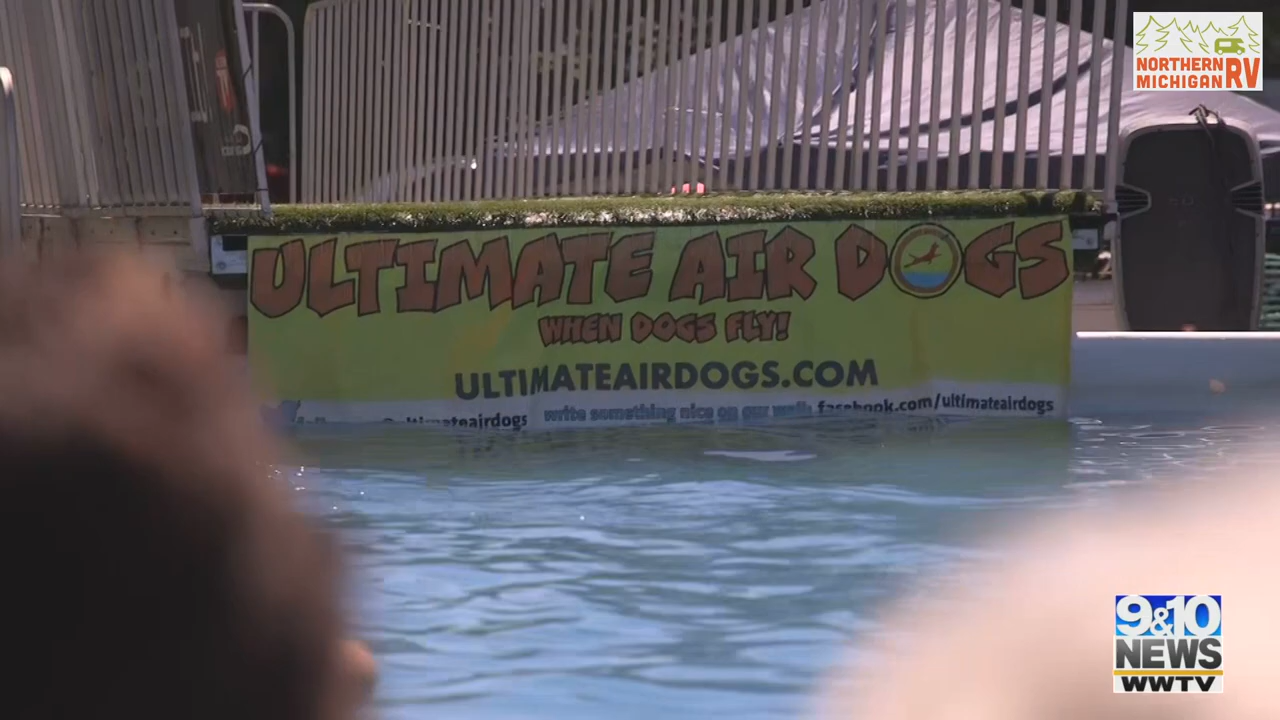 NORTHERN
MICHIGAN RV
ULTIMATE AIR DOGS
WHEN DOGS FLY!
ULTIMATEAIRDOGS.COM
@ultimateairdogs write something nice on our wall: facebook.com/ultimateairdogs
9&10
NEWS
WWTV